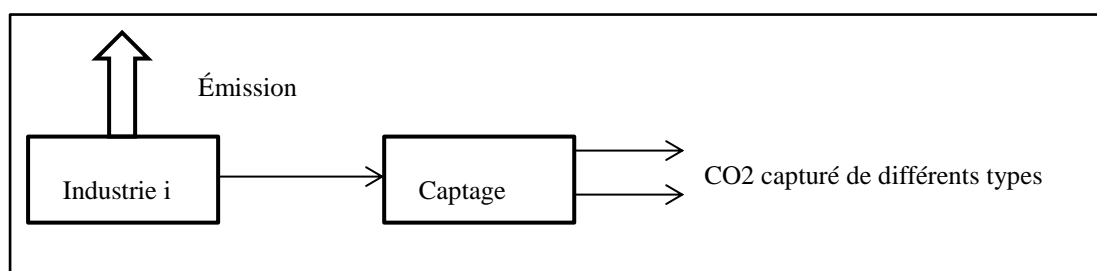 Émission
Industrie i
Captage
CO2 capturé de différents types